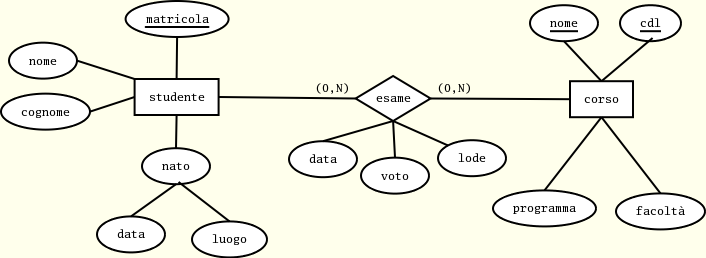 matricola
nome
cdl
nome
studente
(0,N)
esame
(0,N)
corso
cognome
nato
data
voto
lode
programma
facoltà
data
luogo